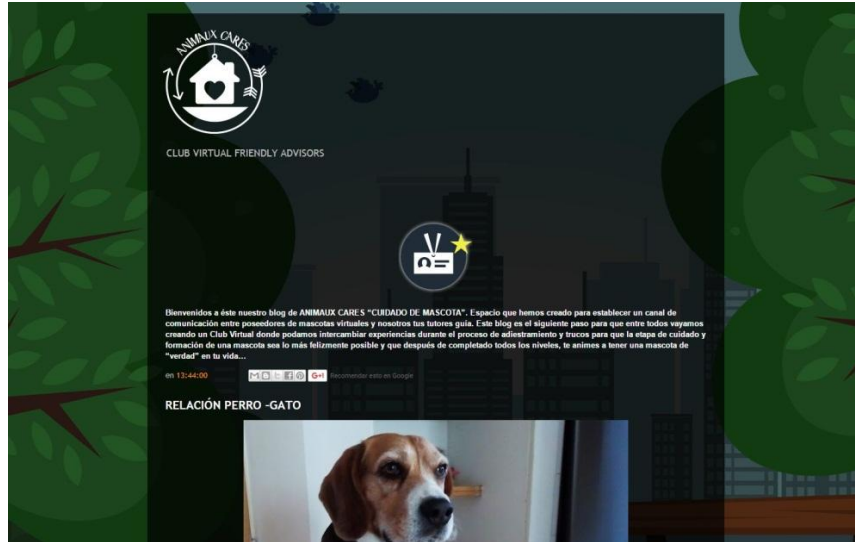 ANIMAUX CARES
CLUB VIRTUAL FRIENDLY ADVISORS
Bienvenidos a éste nuestro blog de ANIMAUX CARES "CUIDADO DE MASCOTA". Espacio que hemos creado para establecer un canal de
comunicación entre poseedores de mascotas virtuales y nosotros tus tutores guía. Este blog es el siguiente paso para que entre todos vayamos
creando un Club Virtual donde podamos intercambiar experiencias durante el proceso de adiestramiento y trucos para que la etapa de cuidado y
formación de una mascota sea lo más felizmente posible y que después de completado todos los niveles, te animes a tener una mascota de
"verdad" en tu vida...
en 13:44:00 G+1 Recomendar esto en Google
RELACIÓN PERRO -GATO